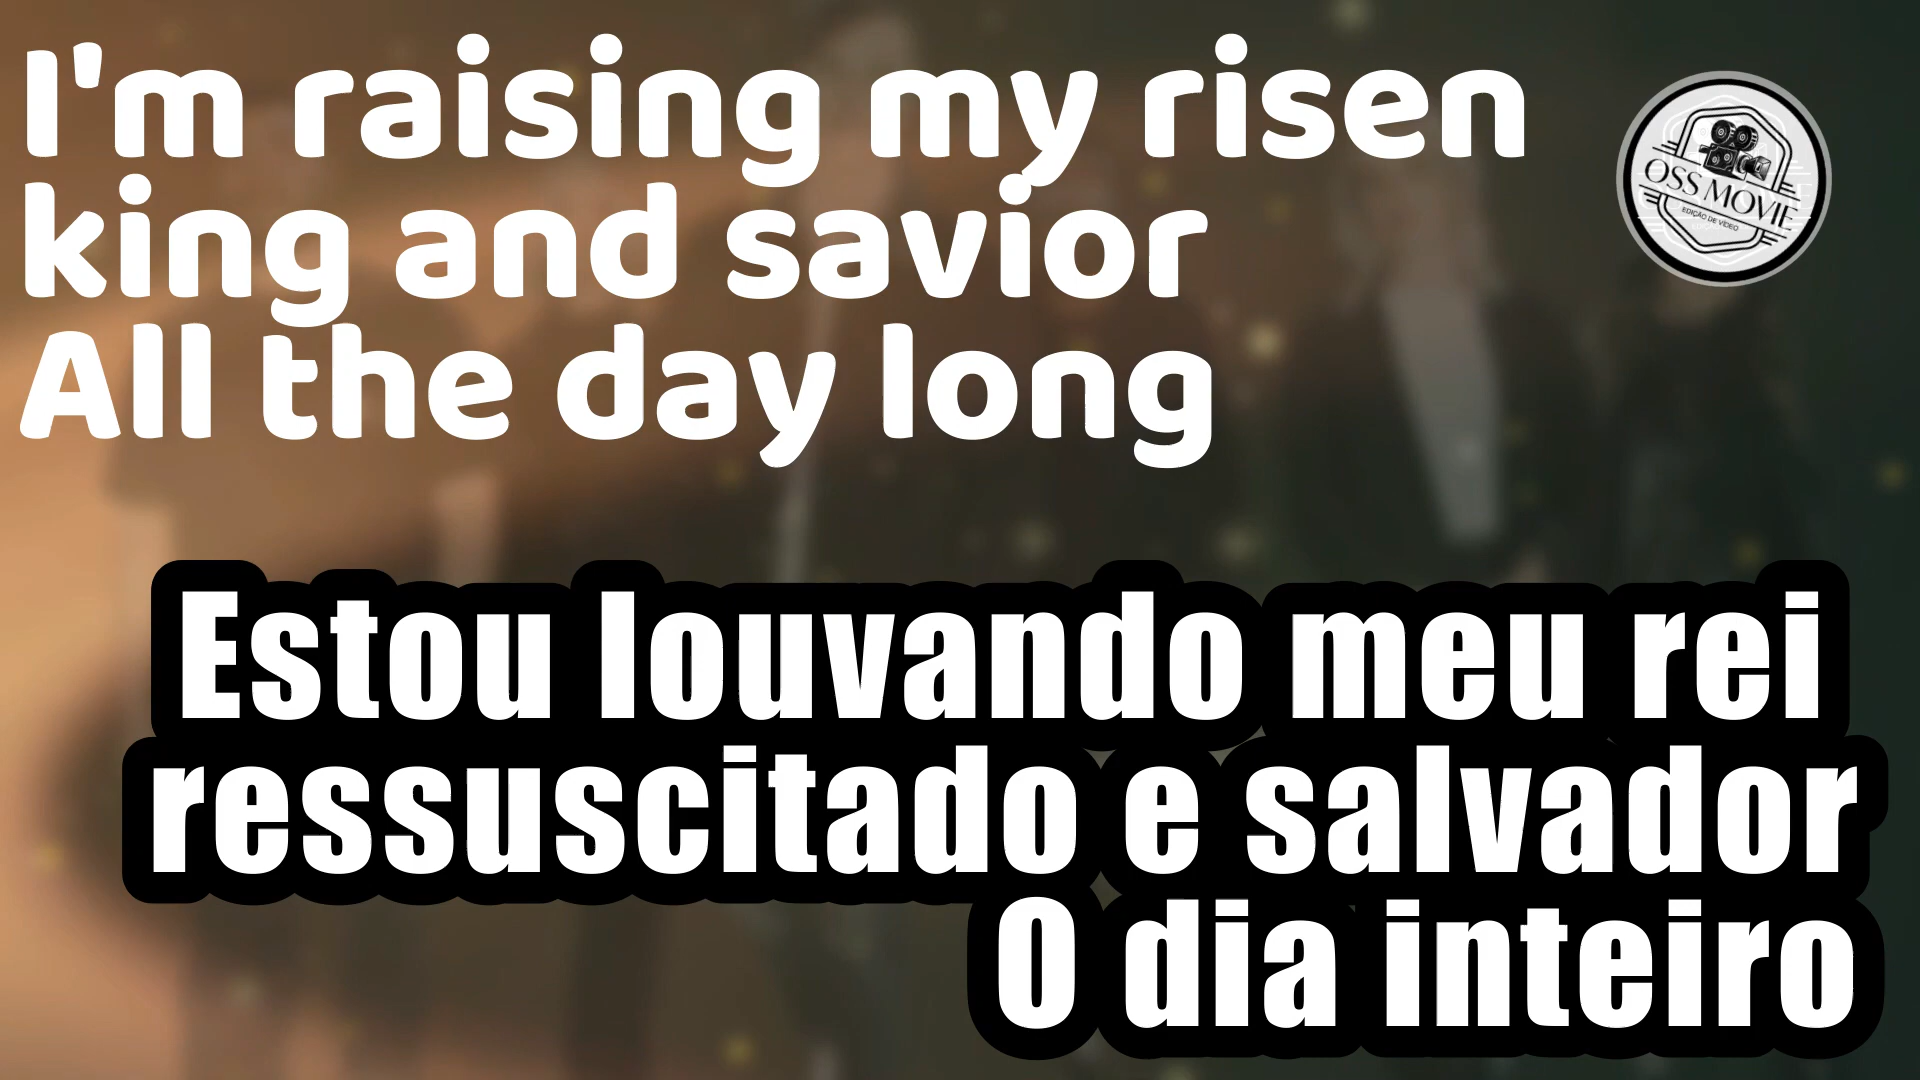 I'm raising my risen
king and savior
All the day long
OSS MOVIE
EDIÇÃO DE VÍDEO
Estou louvando meu rei
ressuscitado e salvador
O dia inteiro